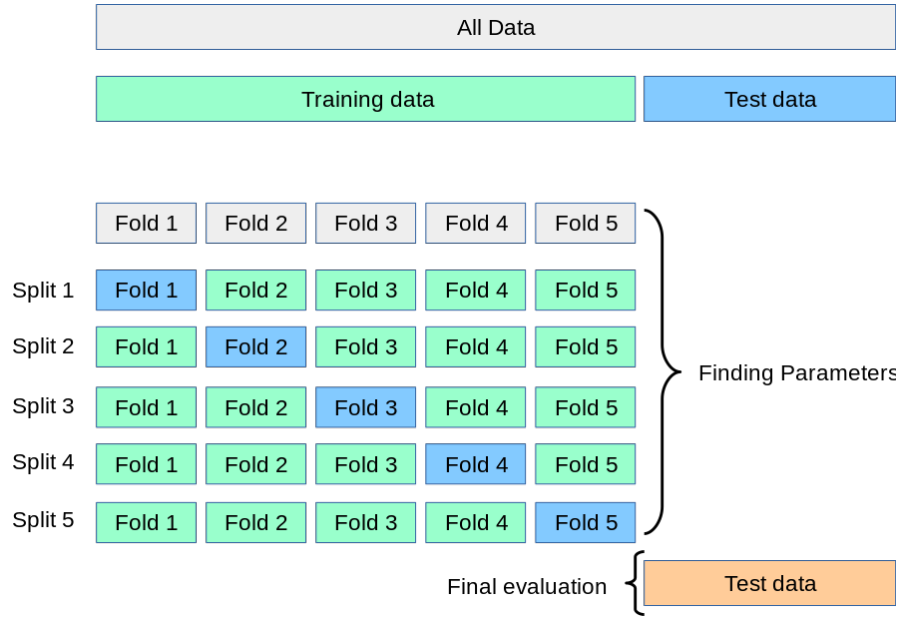 All Data
Training data Test data
Fold 1 Fold 2 Fold 3 Fold 4 Fold 5
Split 1 Fold 1 Fold 2 Fold 3 Fold 4 Fold 5
Split 2 Fold 1 Fold 2 Fold 3 Fold 4 Fold 5
Finding Parameters
Split 3 Fold 1 Fold 2 Fold 3 Fold 4 Fold 5
Split 4 Fold 1 Fold 2 Fold 3 Fold 4 Fold 5
Split 5 Fold 1 Fold 2 Fold 3 Fold 4 Fold 5
Final evaluation Test data